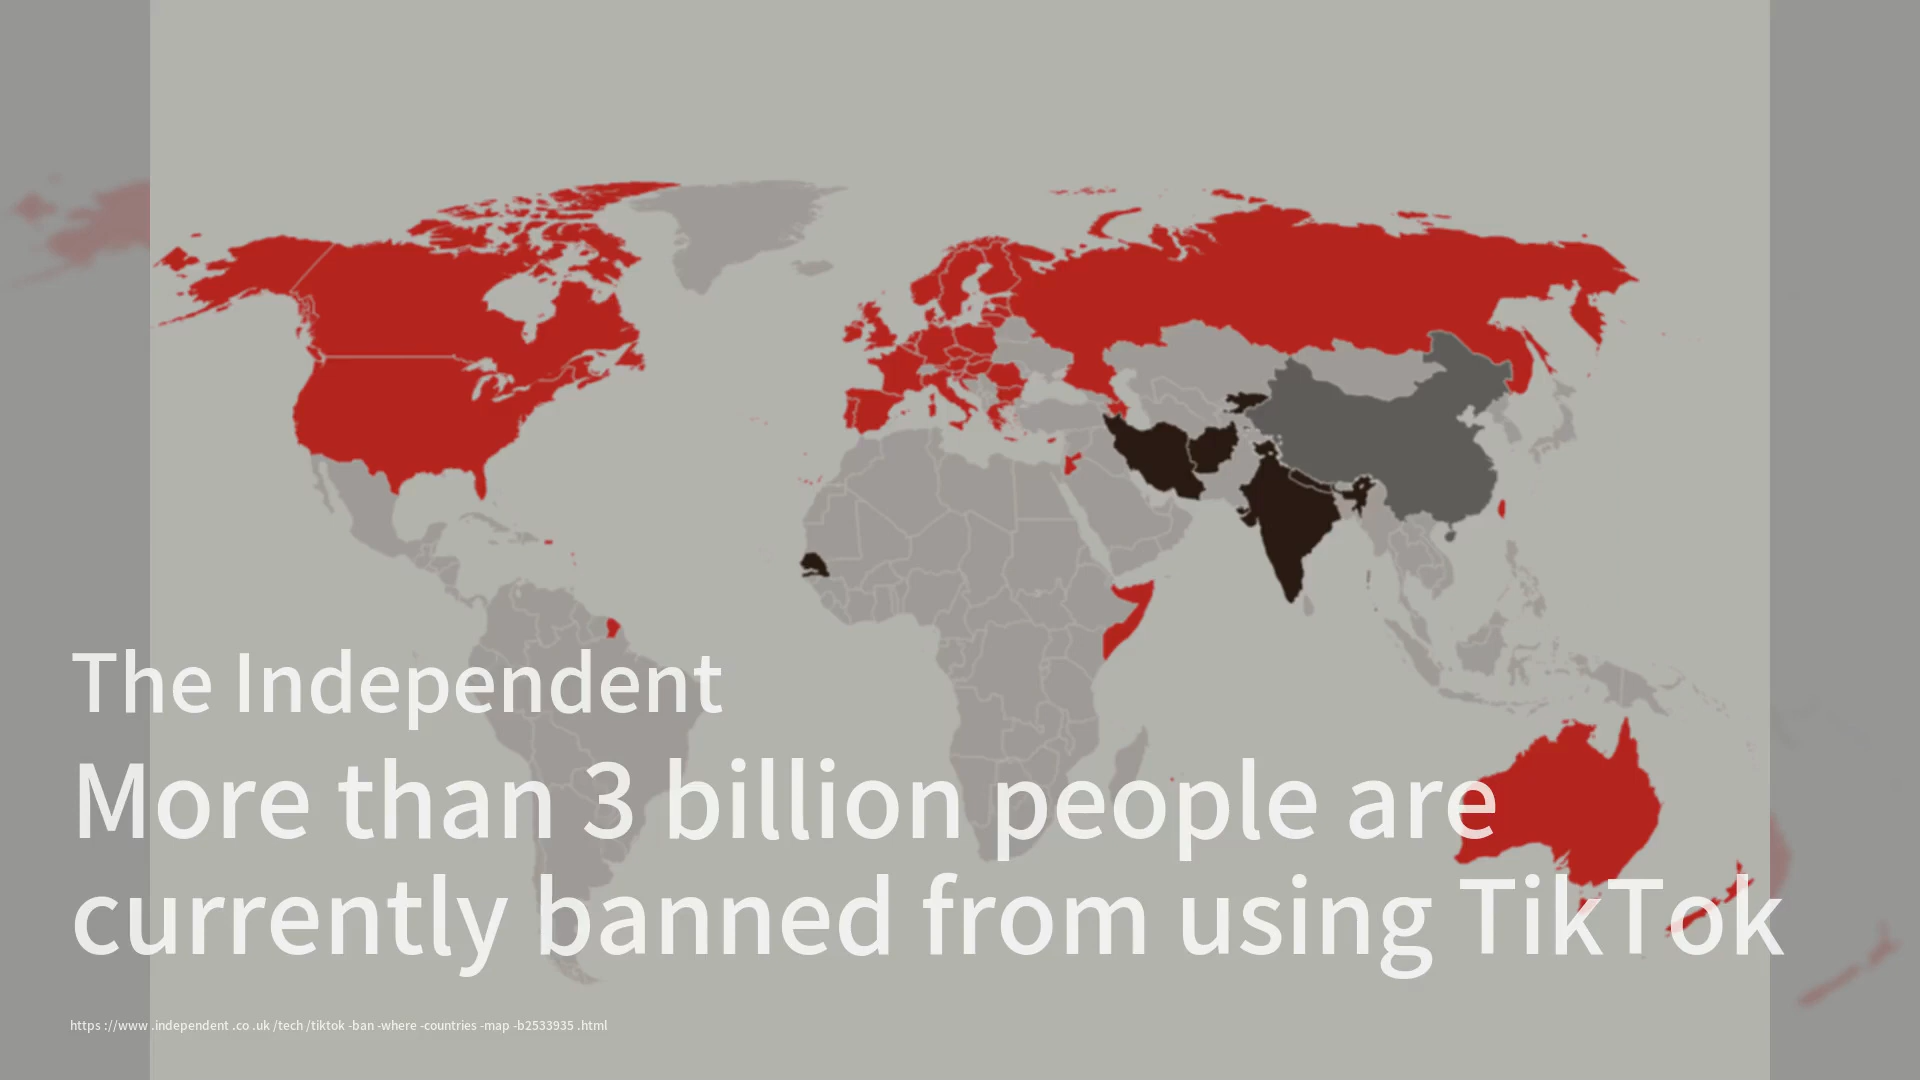 The Independent
More than 3 billion people are
currently banned from using TikTok
https ://www .independent .co .uk /tech /tiktok -ban -where -countries -map -b2533935 .html